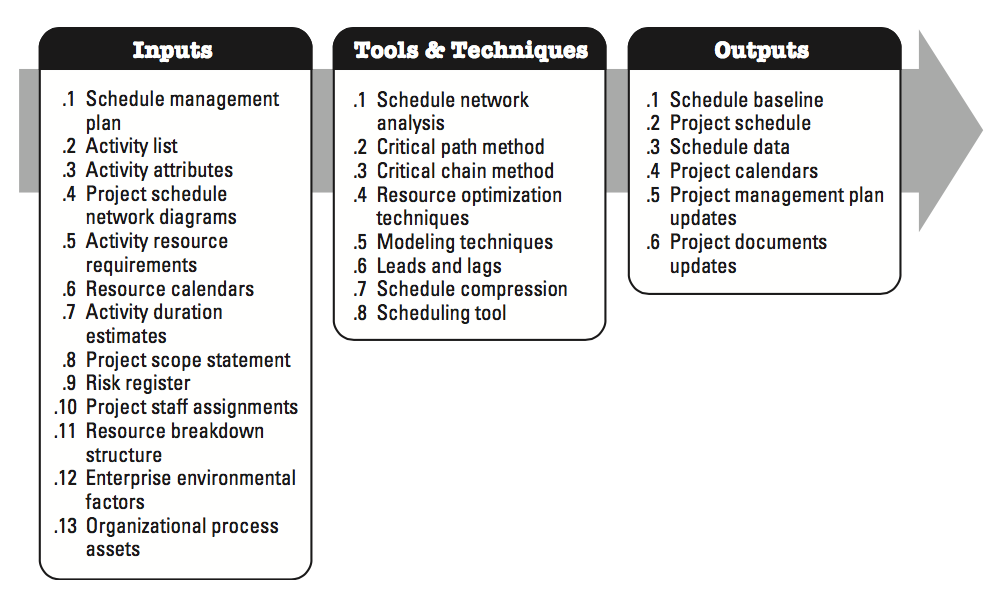 Inputs
.1 Schedule management
plan
.2 Activity list
.3 Activity attributes
.4 Project schedule
network diagrams
.5 Activity resource
requirements
.6 Resource calendars
.7 Activity duration
estimates
.8 Project scope statement
.9 Risk register
.10 Project staff assignments
.11 Resource breakdown
structure
.12 Enterprise environmental
factors
.13 Organizational process
assets
Tools & Techniques
.1 Schedule network
analysis
.2 Critical path method
.3 Critical chain method
.4 Resource optimization
techniques
.5 Modeling techniques
.6 Leads and lags
.7 Schedule compression
.8 Scheduling tool
Outputs
.1 Schedule baseline
.2 Project schedule
.3 Schedule data
.4 Project calendars
.5 Project management plan
updates
.6 Project documents
updates